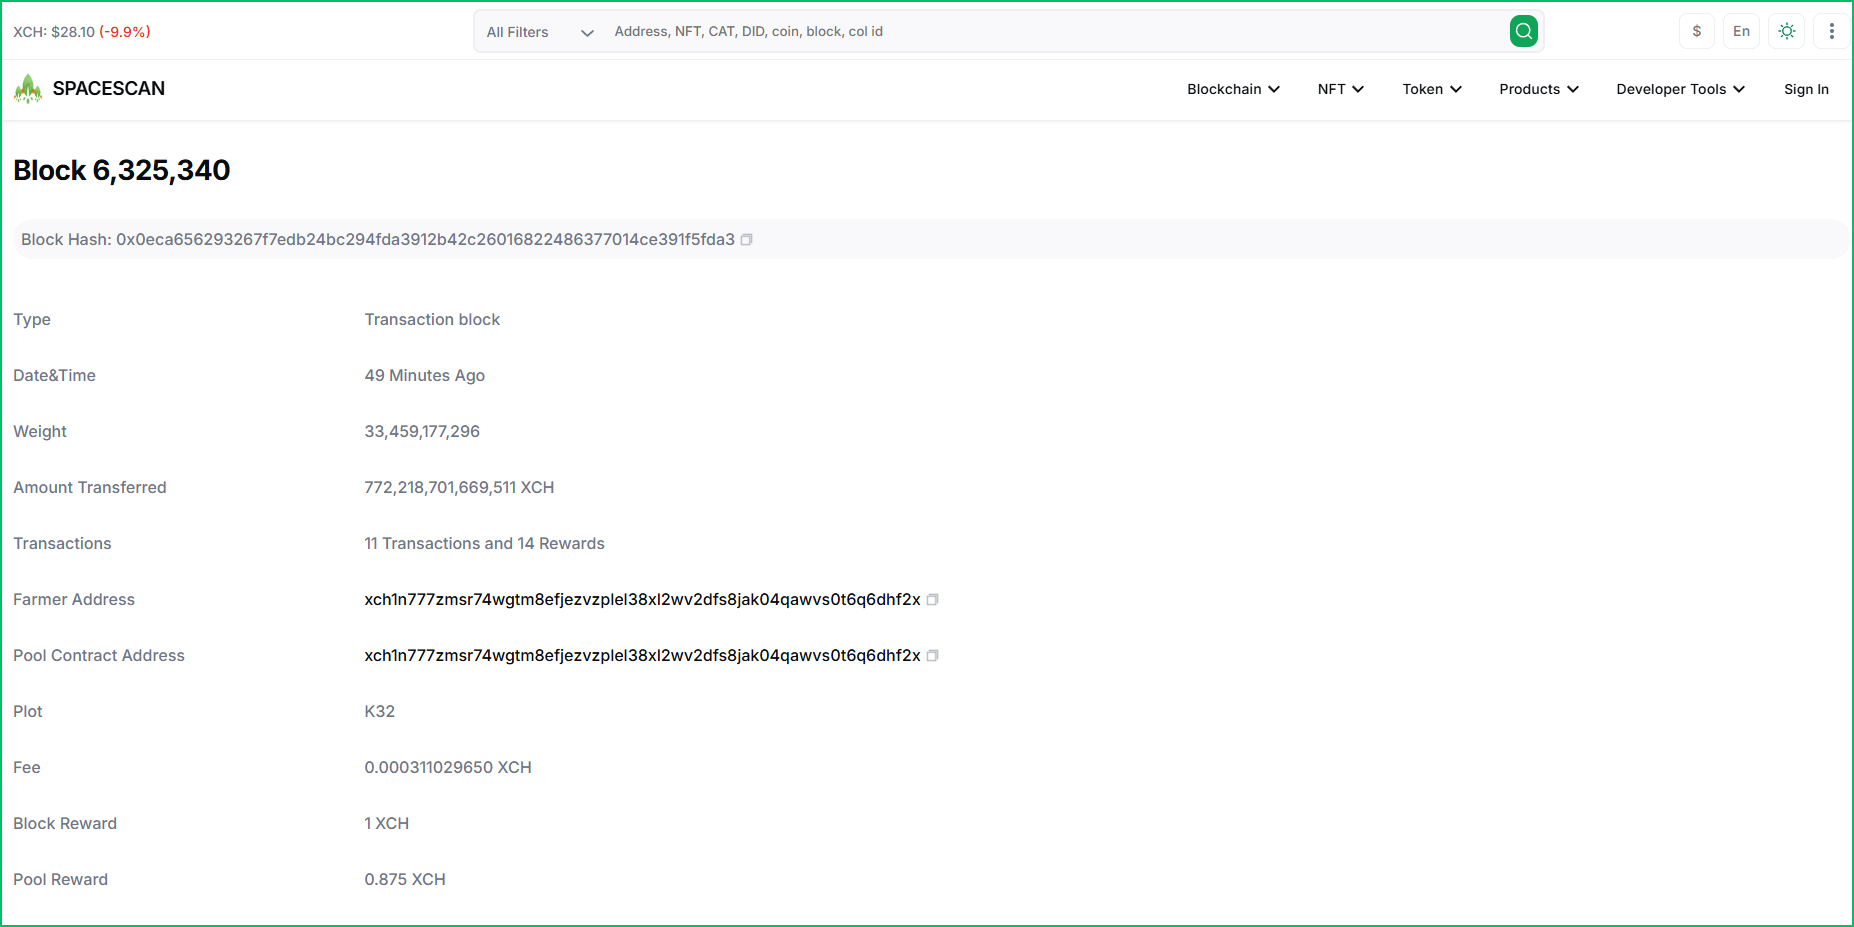 XCH: $28.10 (-9.9%)
All Filters
Address, NFT, CAT, DID, coin, block, col id
$
En
SPACESCAN
Blockchain
NFT
Token
Products
Developer Tools
Sign In
Block 6,325,340
Block Hash: 0x0eca656293267f7edb24bc294fda3912b42c26016822486377014ce391f5fda3
Type
Transaction block
Date&Time
49 Minutes Ago
Weight
33,459,177,296
Amount Transferred
772,218,701,669,511 XCH
Transactions
11 Transactions and 14 Rewards
Farmer Address
xch1n777zmsr74wgtm8efjezvzplel38xl2wv2dfs8jak04qawvs0t6q6dhf2x
Pool Contract Address
xch1n777zmsr74wgtm8efjezvzplel38xl2wv2dfs8jak04qawvs0t6q6dhf2x
Plot
K32
Fee
0.000311029650 XCH
Block Reward
1 XCH
Pool Reward
0.875 XCH